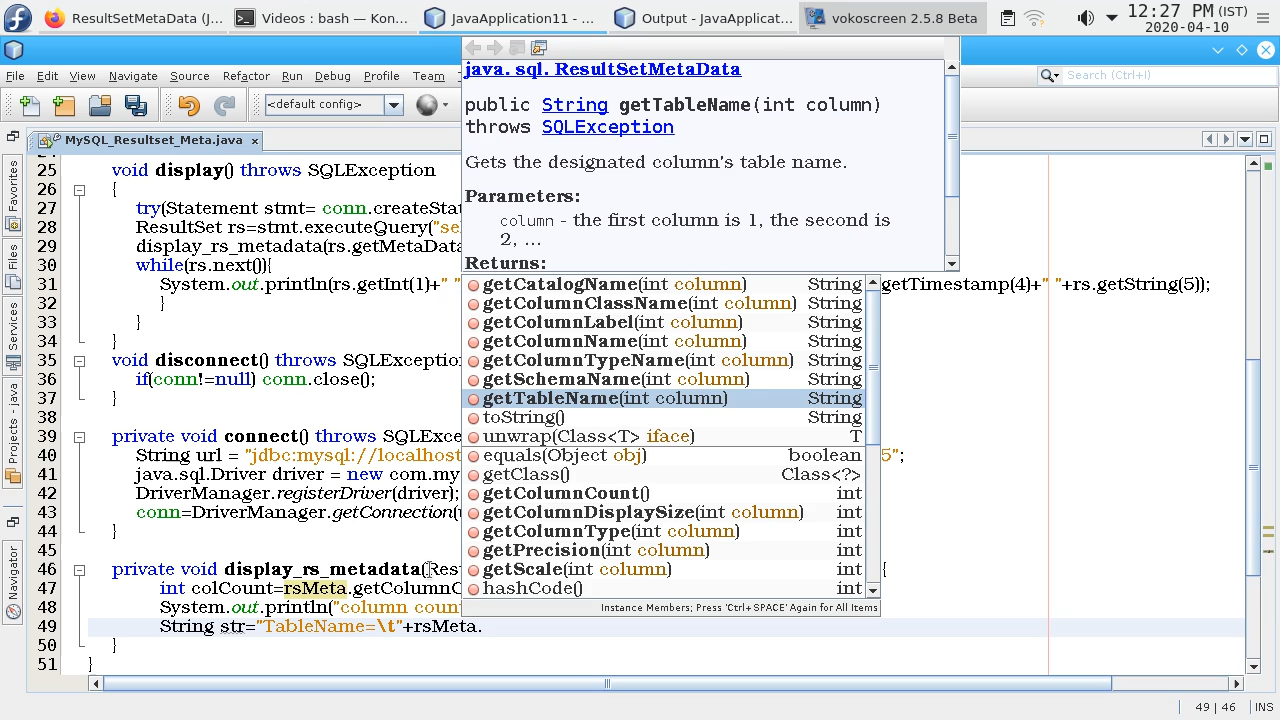 ResultSetMetaData (J...
Videos : bash — Kon...
JavaApplication11 - ...
Output - JavaApplicat...
vokoscreen 2.5.8 Beta
12:27 PM (IST)
2020-04-10
File Edit View Navigate Source Refactor Run Debug Profile Team
Search (Ctrl+I)
<default config>
MySQL_Resultset_Meta.java
java. sql. ResultSetMetaData
public String getTableName(int column)
throws SQLException
Gets the designated column's table name.
Parameters:
column - the first column is 1, the second is
2, ...
Returns:
Favorites
Files
Services
Projects - Java
Navigator
25 void display() throws SQLException
26 {
27 try(Statement stmt= conn.createSta
28 ResultSet rs=stmt.executeQuery("se
29 display_rs_metadata(rs.getMetaData
30 while(rs.next()){
31 System.out.println(rs.getInt(1)+" " getTimestamp(4)+" "+rs.getString(5));
32 }
33 }
34 }
35 void disconnect() throws SQLException
36 if(conn!=null) conn.close();
37 }
38
39 private void connect() throws SQLExce
40 String url = "jdbc:mysql://localhost 5";
41 java.sql.Driver driver = new com.my
42 DriverManager.registerDriver(driver);
43 conn=DriverManager.getConnection(
44 }
45
46 private void display_rs_metadata(Res {
47 int colCount=rsMeta.getColumnC
48 System.out.println("column count
49 String str="TableName=\t"+rsMeta.
50 }
51 }
getCatalogName(int column) String
getColumnClassName(int column) String
getColumnLabel(int column) String
getColumnName(int column) String
getColumnTypeName(int column) String
getSchemaName(int column) String
getTableName(int column) String
toString() String
unwrap(Class<T> iface) T
equals(Object obj) boolean
getClass() Class<?>
getColumnCount() int
getColumnDisplaySize(int column) int
getColumnType(int column) int
getPrecision(int column) int
getScale(int column) int
hashCode() int
Instance Members; Press 'Ctrl+SPACE' Again for All Items
49 | 46 INS